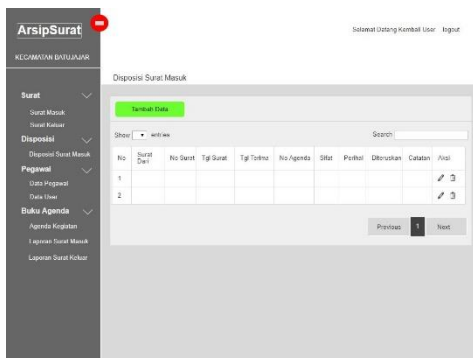 ArsipSurat
Selamat Datang Kembali User logout
KECAMATAN BATUJAJAR
Disposisi Surat Masuk
Surat
Surat Masuk
Surat Keluar
Disposisi
Disposisi Surat Masuk
Pegawai
Data Pegawai
Data User
Buku Agenda
Agenda Kegiatan
Laporan Surat Masuk
Laporan Surat Keluar
Tambah Data
Show entries
Search
No Surat Dari No Surat Tgl Surat Tgl Terima No Agenda Sifat Perihal Diteruskan Catatan Aksi
1
2
Previous 1 Next